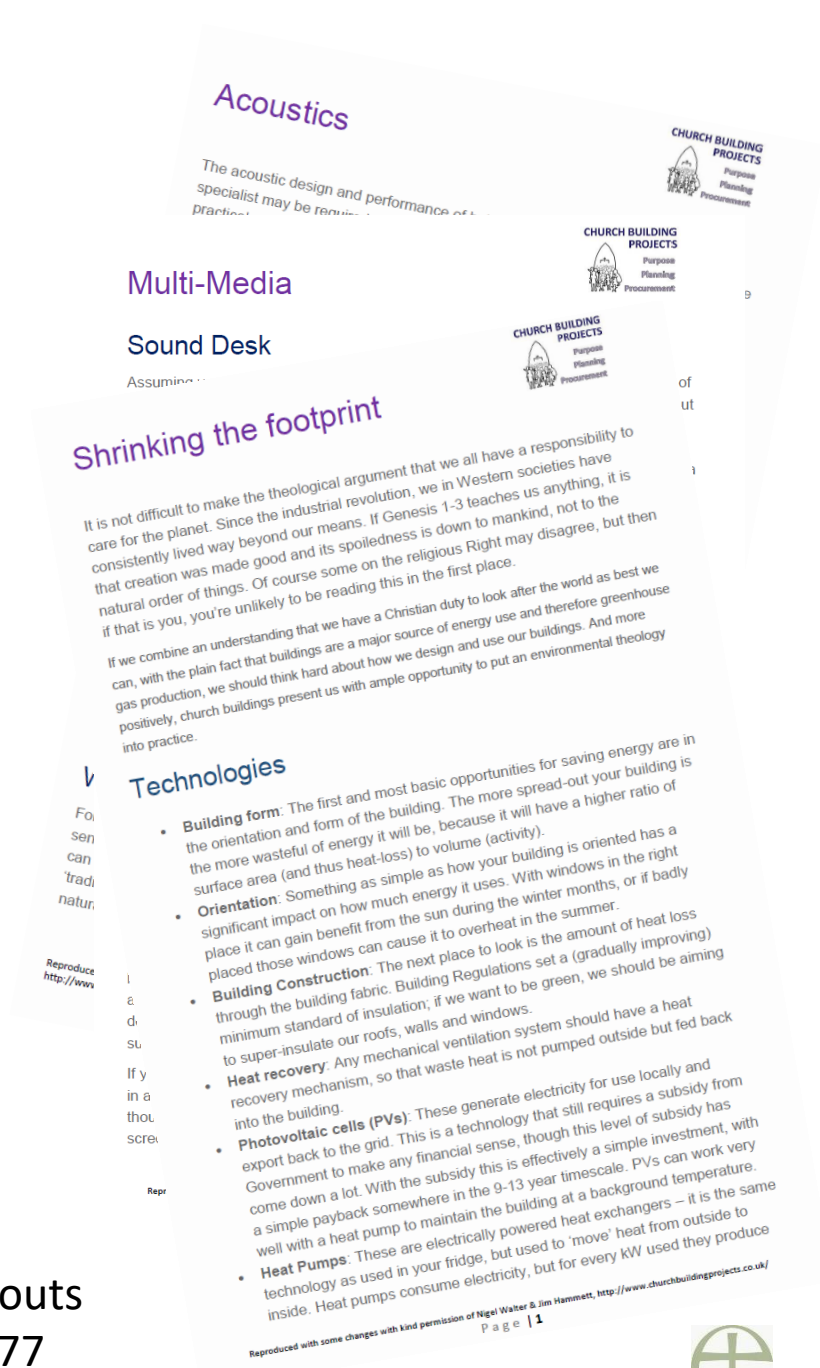 Acoustics
CHURCH BUILDING
PROJECTS
Purpose
Planning
Procurement
The acoustic design and performance of
specialist may be
Multi-Media
CHURCH BUILDING
PROJECTS
Purpose
Planning
Procurement
Sound Desk
Assuming
of
ut
Shrinking the footprint
CHURCH BUILDING
PROJECTS
Purpose
Planning
Procurement
It is not difficult to make the theological argument that we all have a responsibility to
care for the planet. Since the industrial revolution, we in Western societies have
consistently lived way beyond our means. If Genesis 1-3 teaches us anything, it is
that creation was made good and its spoiledness is down to mankind, not to the
natural order of things. Of course some on the religious Right may disagree, but then
if that is you, you're unlikely to be reading this in the first place.
If we combine an understanding that we have a Christian duty to look after the world as best we
can, with the plain fact that buildings are a major source of energy use and therefore greenhouse
gas production, we should think hard about how we design and use our buildings. And more
positively, church buildings present us with ample opportunity to put an environmental theology
into practice.
Technologies
• Building form: The first and most basic opportunities for saving energy are in
the orientation and form of the building. The more spread-out your building is
the more wasteful of energy it will be, because it will have a higher ratio of
surface area (and thus heat-loss) to volume (activity).
• Orientation: Something as simple as how your building is oriented has a
significant impact on how much energy it uses. With windows in the right
place it can gain benefit from the sun during the winter months, or if badly
placed those windows can cause it to overheat in the summer.
• Building Construction: The next place to look is the amount of heat loss
through the building fabric. Building Regulations set a (gradually improving)
minimum standard of insulation; if we want to be green, we should be aiming
to super-insulate our roofs, walls and windows.
• Heat recovery: Any mechanical ventilation system should have a heat
recovery mechanism, so that waste heat is not pumped outside but fed back
into the building.
• Photovoltaic cells (PVs): These generate electricity for use locally and
export back to the grid. This is a technology that still requires a subsidy from
Government to make any financial sense, though this level of subsidy has
come down a lot. With the subsidy this is effectively a simple investment, with
a simple payback somewhere in the 9-13 year timescale. PVs can work very
well with a heat pump to maintain the building at a background temperature.
• Heat Pumps: These are electrically powered heat exchangers – it is the same
technology as used in your fridge, but used to 'move' heat from outside to
inside. Heat pumps consume electricity, but for every kW used they produce
Reproduced with some changes with kind permission of Nigel Walter & Jim Hammett, http://www.churchbuildingprojects.co.uk/
Page | 1
Fo
sen
can
'tradi
natur
Reproduce
http://www
a
su
If y
in a
thou
scre
Repr
outs
77